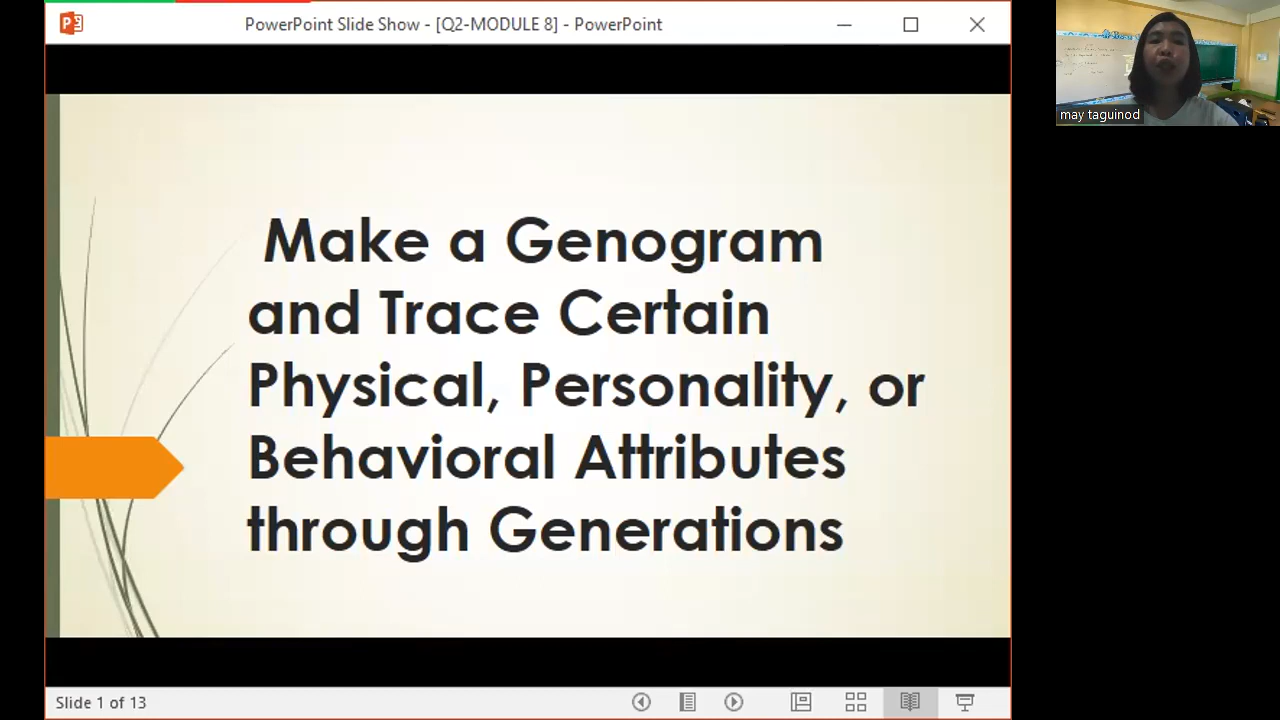 PowerPoint Slide Show - [Q2-MODULE 8] - PowerPoint
Make a Genogram
and Trace Certain
Physical, Personality, or
Behavioral Attributes
through Generations
may taguinod
Slide 1 of 13